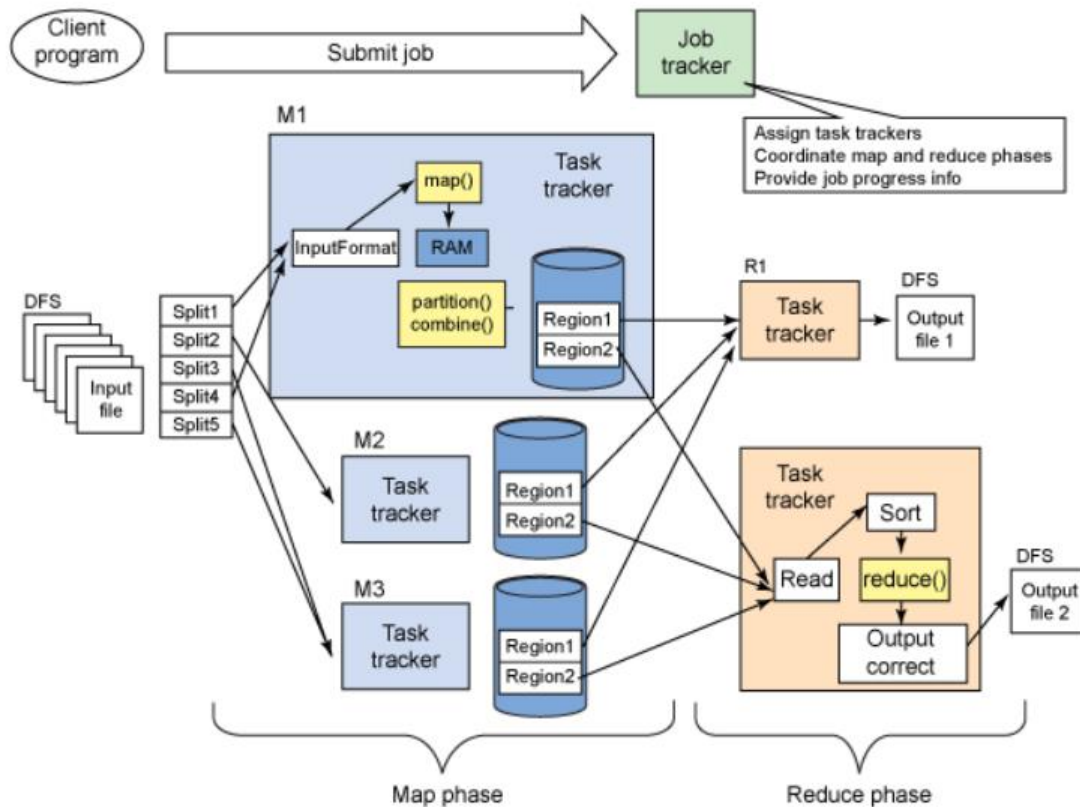 Client
program
Submit job
Job
tracker
Assign task trackers
Coordinate map and reduce phases
Provide job progress info
M1
Task
tracker
map()
InputFormat
RAM
partition()
combine()
Region1
Region2
DFS
Input
file
Split1
Split2
Split3
Split4
Split5
M2
Task
tracker
Region1
Region2
M3
Task
tracker
Region1
Region2
R1
Task
tracker
DFS
Output
file 1
Task
tracker
Sort
Read
reduce()
Output
correct
DFS
Output
file 2
Map phase
Reduce phase